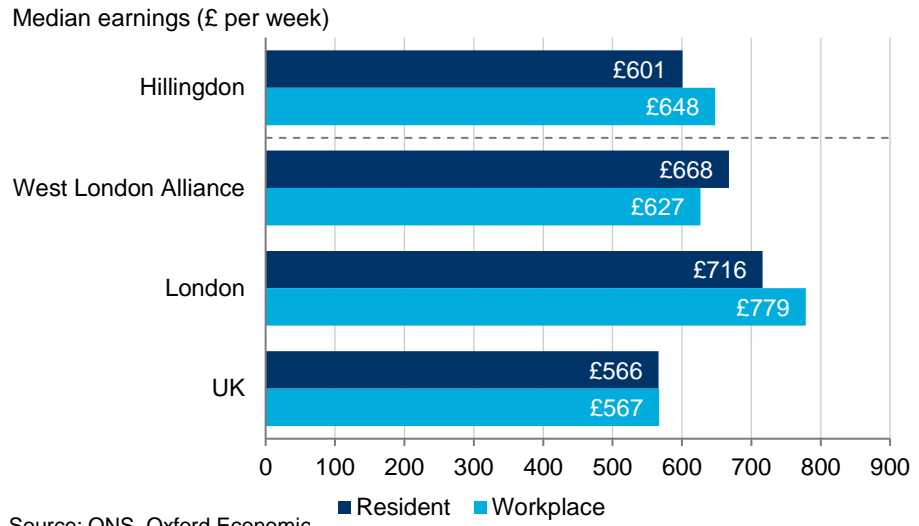 Median earnings (£ per week)
Hillingdon
£601
£648
West London Alliance
£668
£627
London
£716
£779
UK
£566
£567
0 100 200 300 400 500 600 700 800 900
Resident Workplace
Source: ONS, Oxford Economic